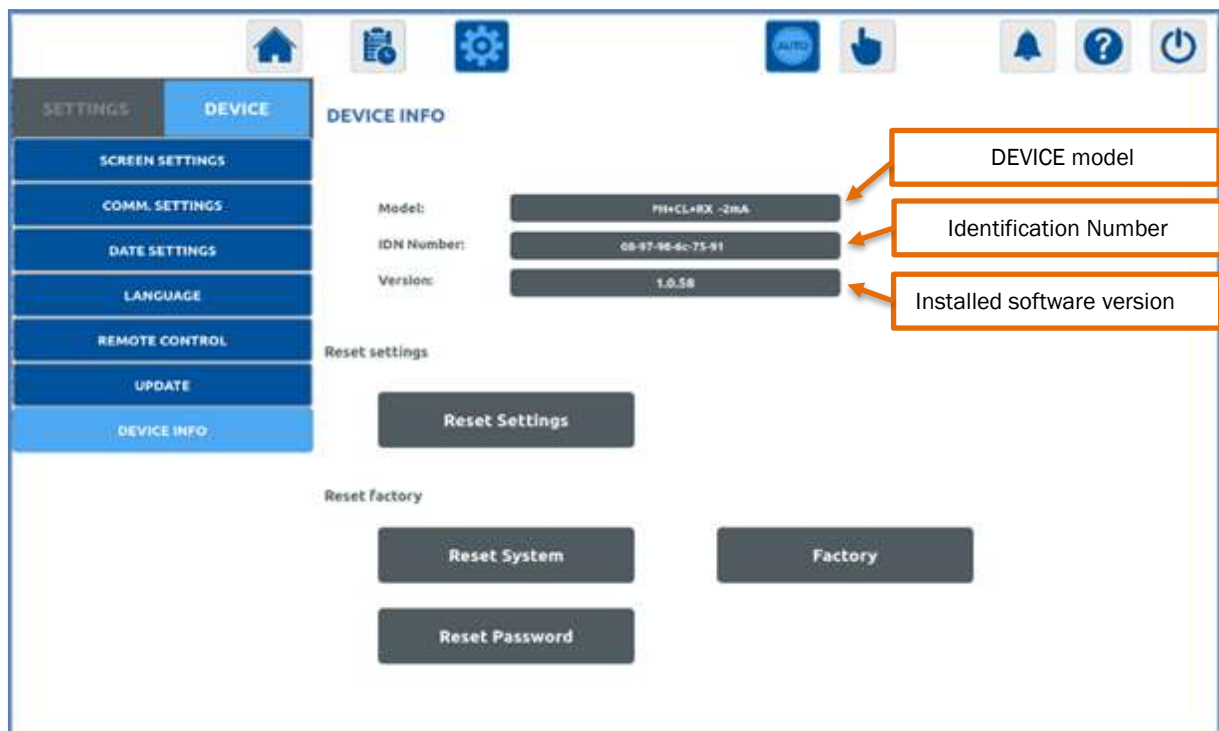 AUTO
SETTINGS DEVICE
DEVICE INFO
DEVICE model
SCREEN SETTINGS
COMM. SETTINGS
Model: PH+CL+RX -2mA
Identification Number
DATE SETTINGS
IDN Number:
Version: 1.0.58
Installed software version
LANGUAGE
REMOTE CONTROL
Reset settings
UPDATE
Reset Settings
DEVICE INFO
Reset factory
Reset System Factory
Reset Password